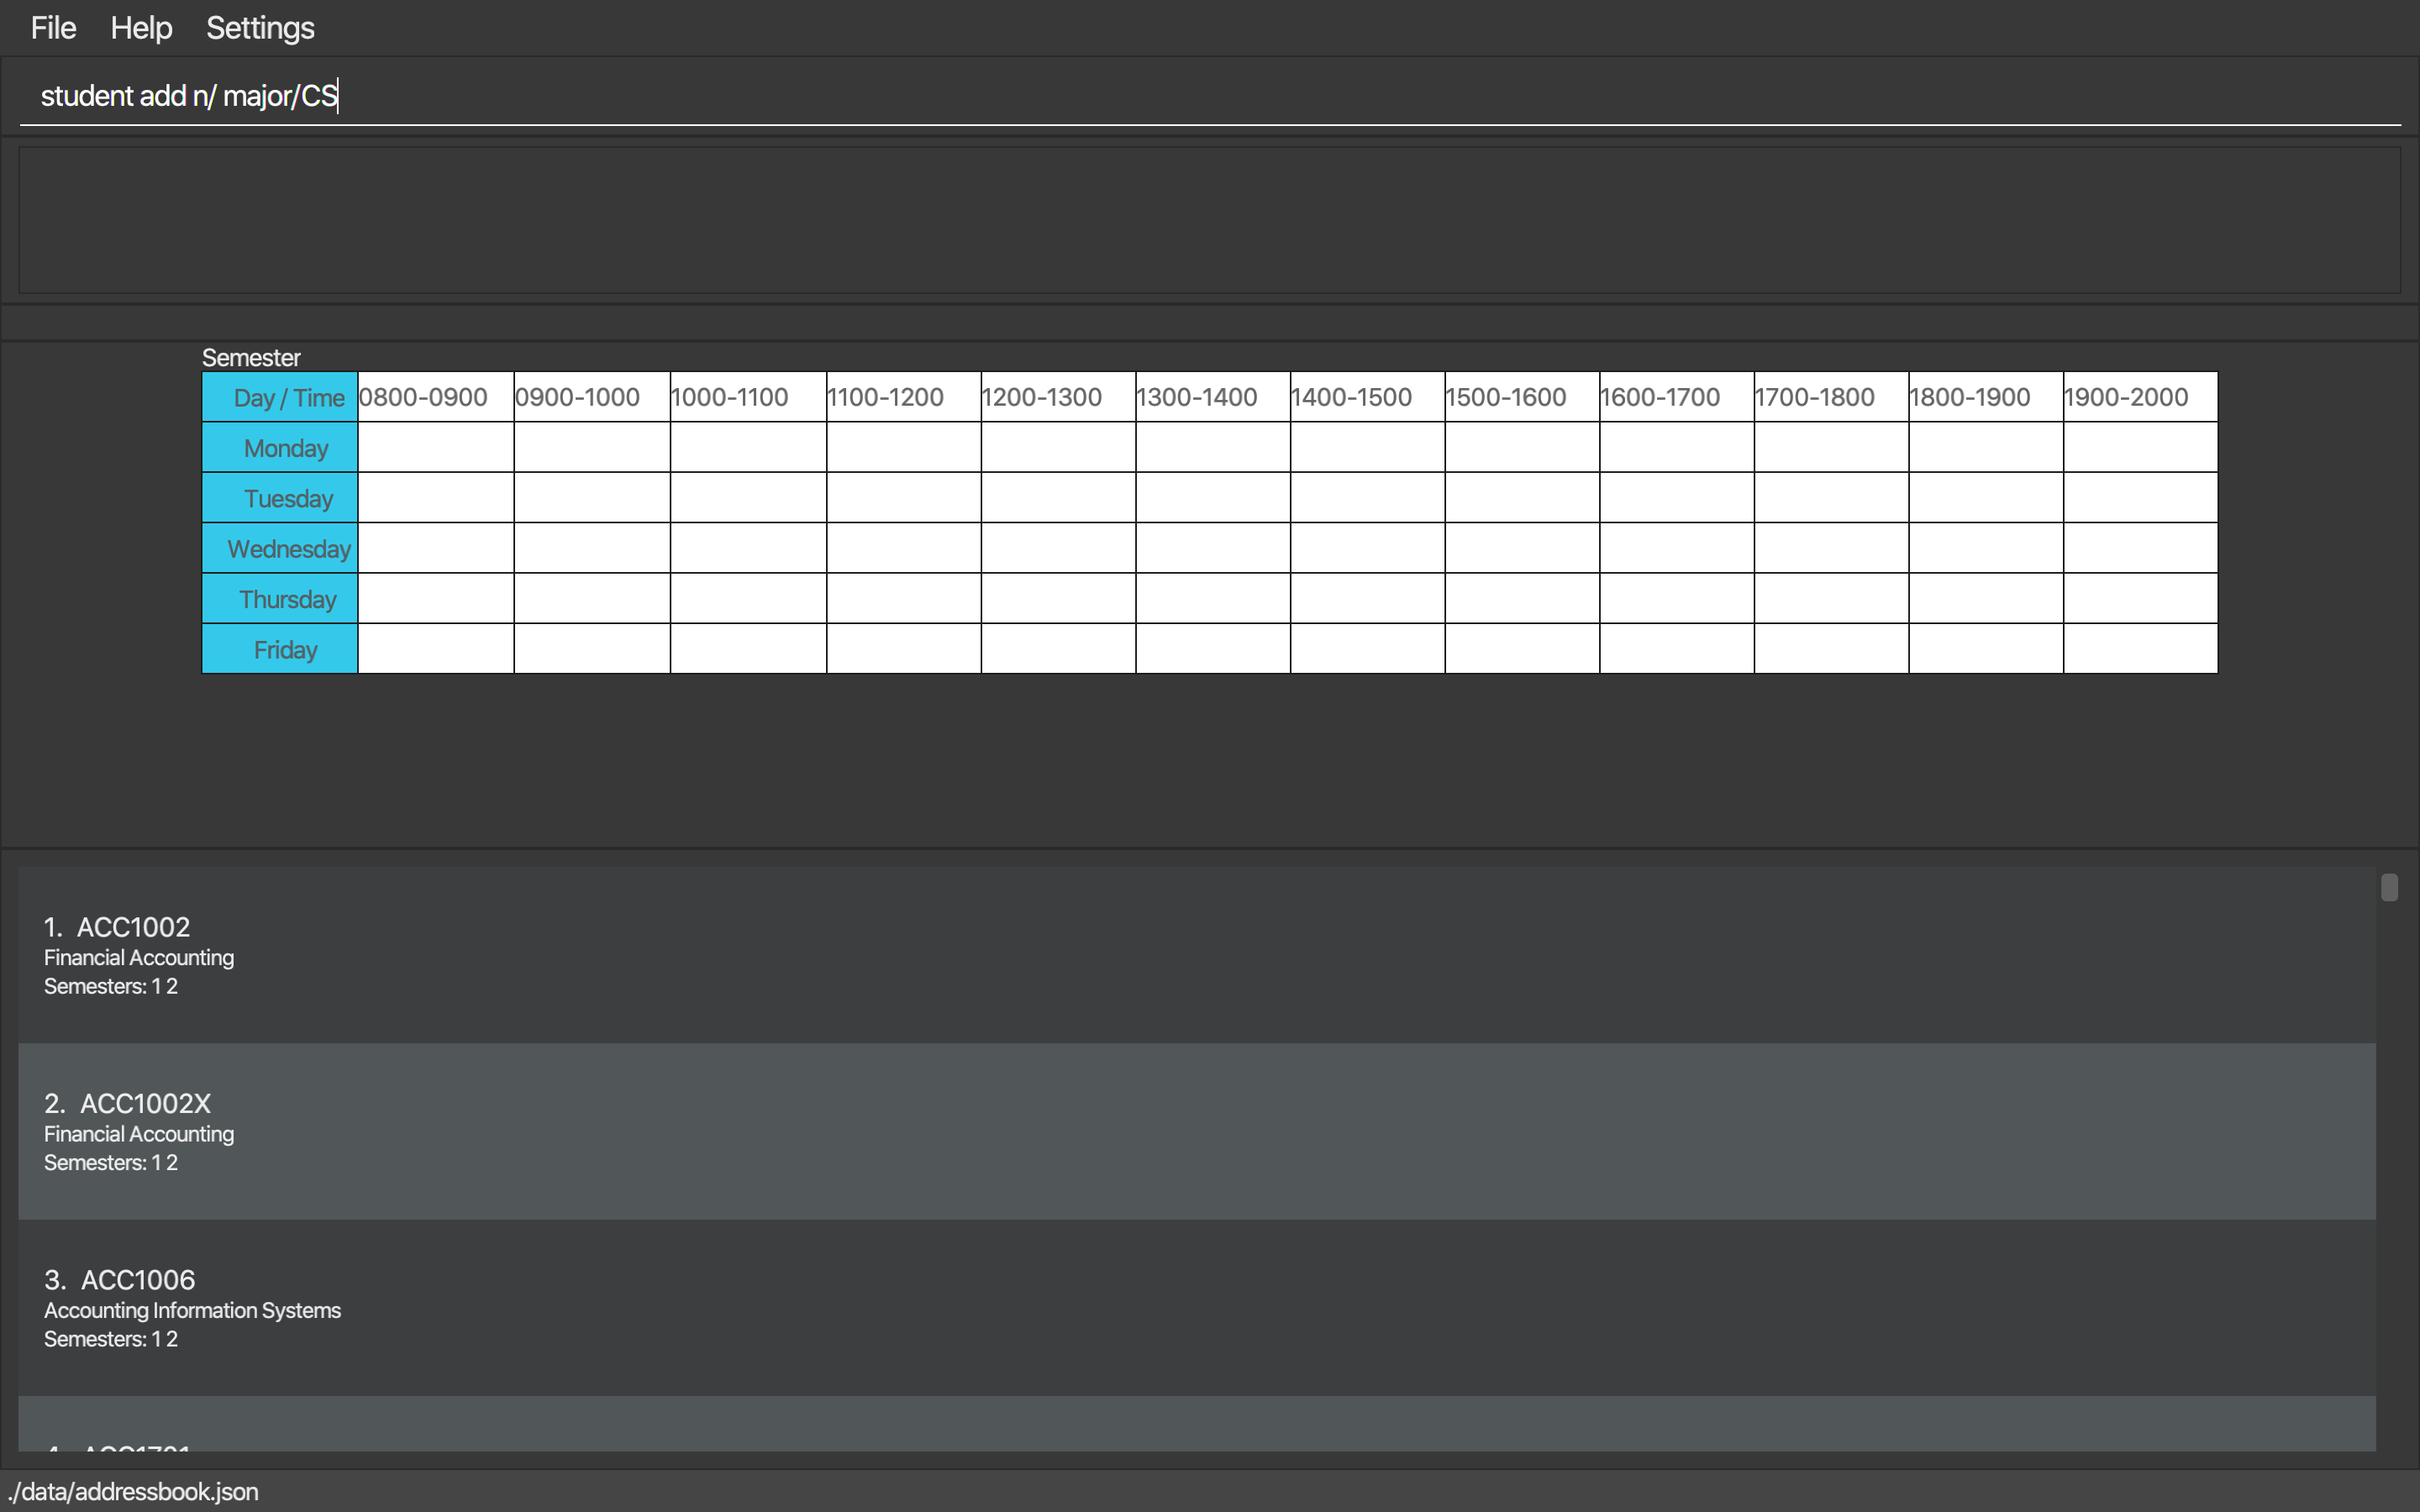 File Help Settings
student add n/ major/CS
Semester
Day / Time 0800-0900 0900-1000 1000-1100 1100-1200 1200-1300 1300-1400 1400-1500 1500-1600 1600-1700 1700-1800 1800-1900 1900-2000
Monday
Tuesday
Wednesday
Thursday
Friday
1. ACC1002
Financial Accounting
Semesters: 1 2
2. ACC1002X
Financial Accounting
Semesters: 1 2
3. ACC1006
Accounting Information Systems
Semesters: 1 2
4. ACC1701
./data/addressbook.json